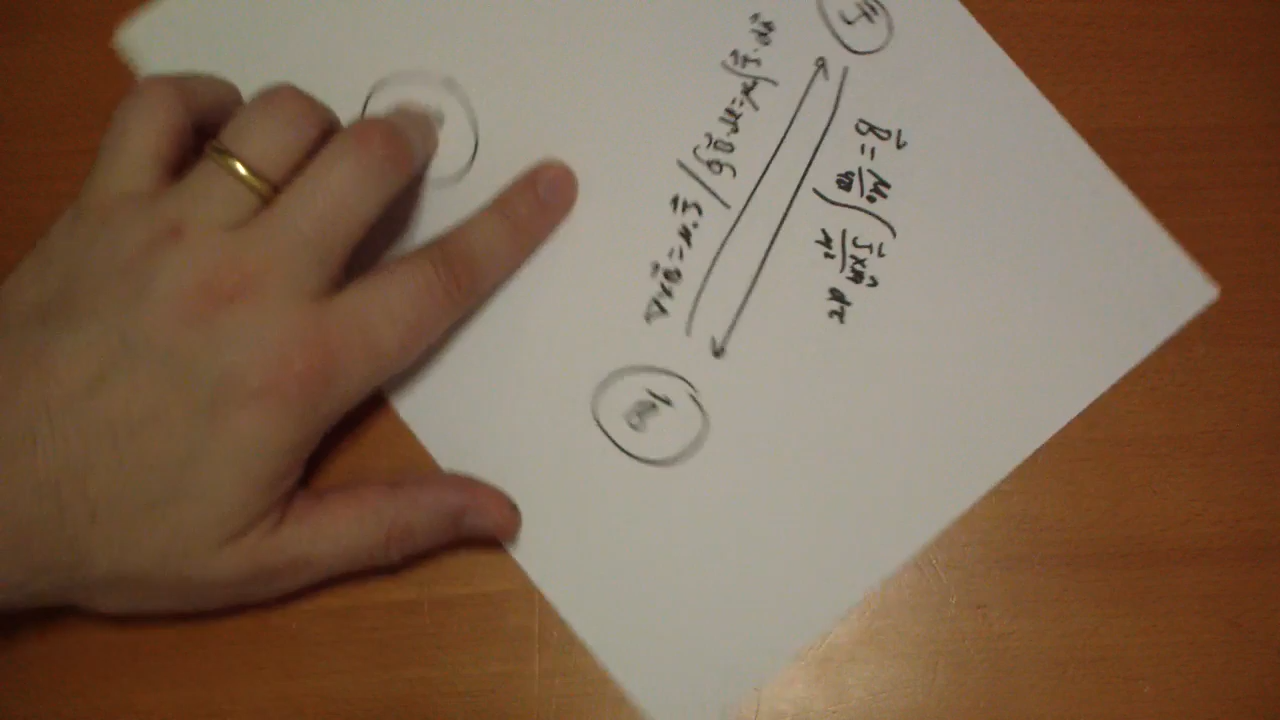 J⃗
∇×B⃗ = μ₀J⃗ / ∮B⃗·dl = μ₀∫J⃗·da⃗
B⃗ = μ₀/4π ∫ J⃗×r̂/r² dτ
B⃗